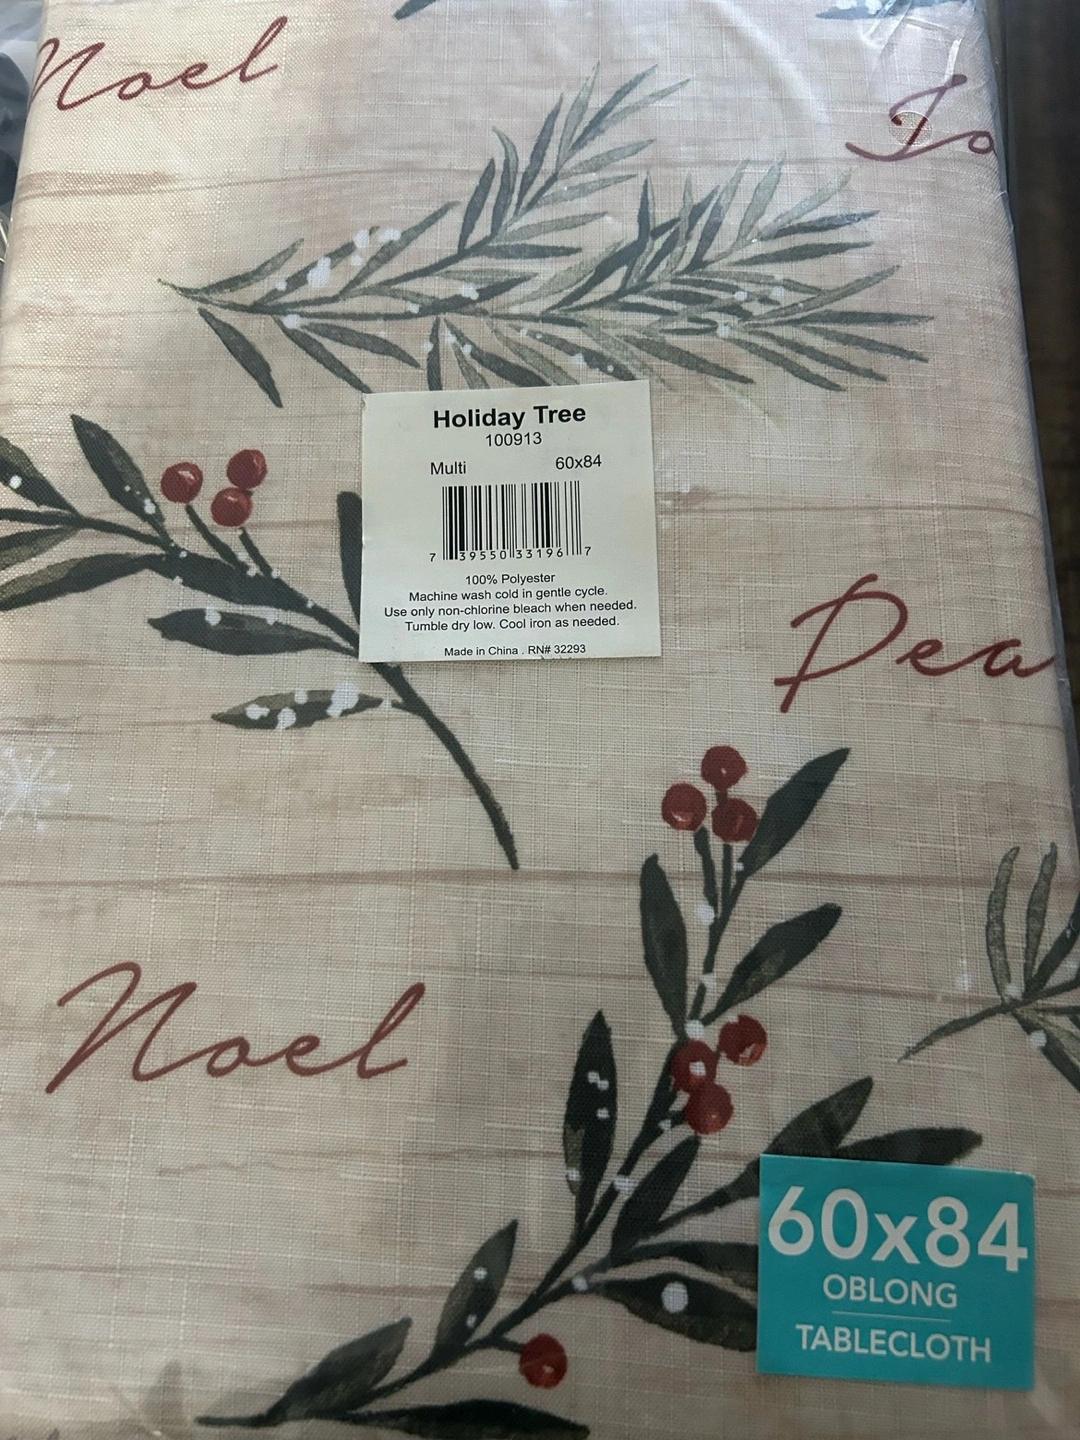 Noel
Jo
Holiday Tree
100913
Multi 60x84
7 39550 33196 7
100% Polyester
Machine wash cold in gentle cycle.
Use only non-chlorine bleach when needed.
Tumble dry low. Cool iron as needed.
Made in China . RN# 32293
Pea
Noel
60x84
OBLONG
TABLECLOTH